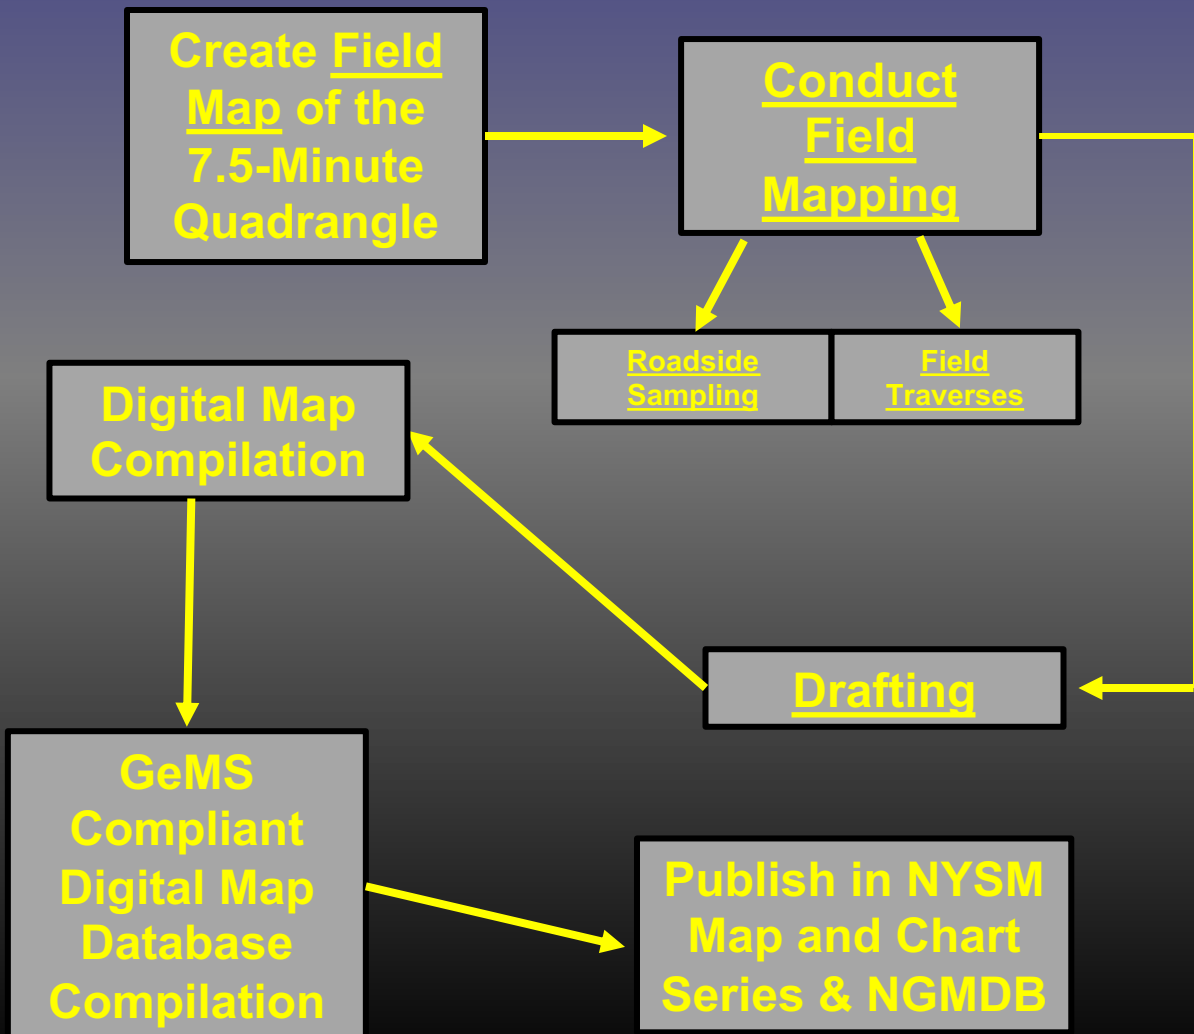 Create Field
Map of the
7.5-Minute
Quadrangle
Conduct
Field
Mapping
Roadside
Sampling
Field
Traverses
Digital Map
Compilation
Drafting
GeMS
Compliant
Digital Map
Database
Compilation
Publish in NYSM
Map and Chart
Series & NGMDB